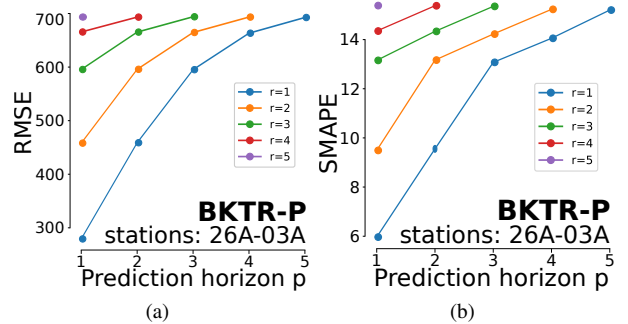 700
600
500
400
300
RMSE
r=1
r=2
r=3
r=4
r=5
BKTR-P
stations: 26A-03A
1 2 3 4 5
Prediction horizon p
(a)
14
12
10
8
6
SMAPE
r=1
r=2
r=3
r=4
r=5
BKTR-P
stations: 26A-03A
1 2 3 4 5
Prediction horizon p
(b)